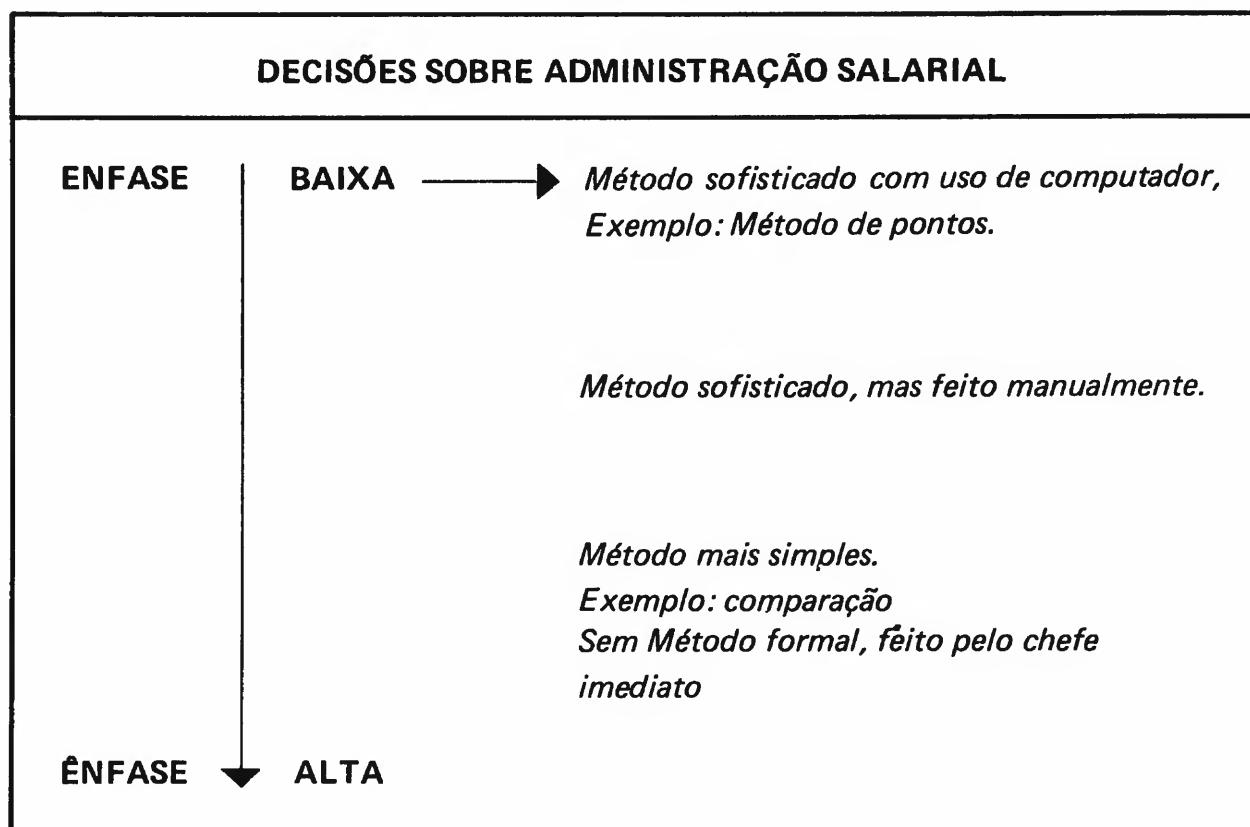 DECISÕES SOBRE ADMINISTRAÇÃO SALARIAL
ENFASE BAIXA Método sofisticado com uso de computador,
Exemplo: Método de pontos.
Método sofisticado, mas feito manualmente.
Método mais simples.
Exemplo: comparação
Sem Método formal, feito pelo chefe
imediato
ÊNFASE ALTA